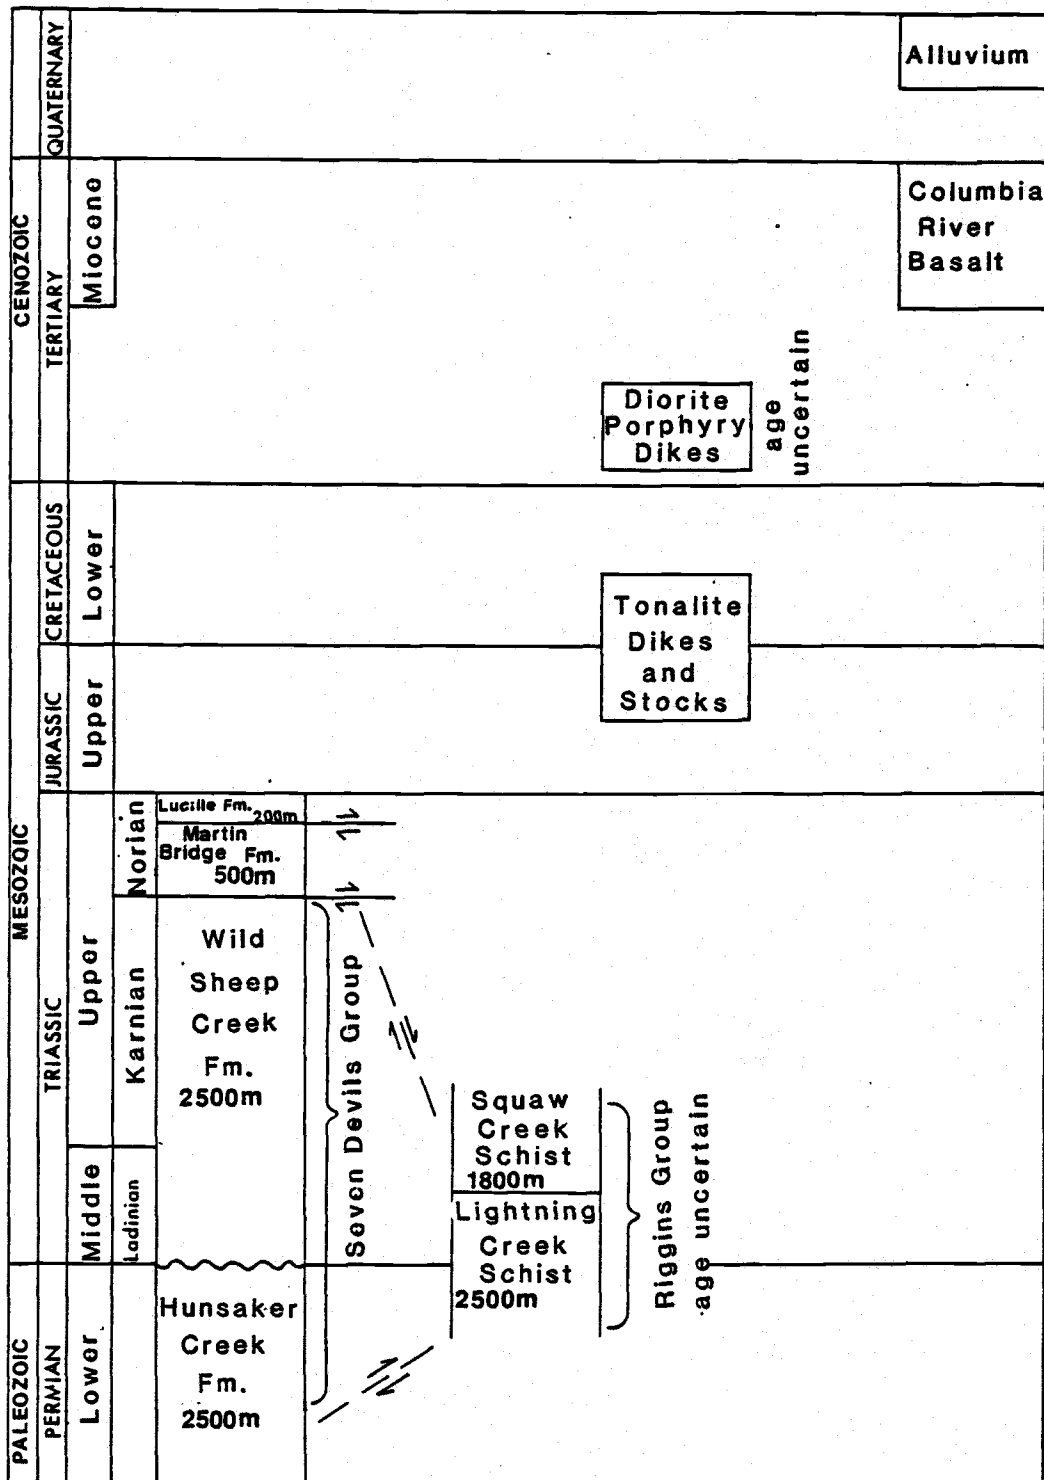 CENOZOIC
QUATERNARY
Alluvium
TERTIARY
Miocene
Columbia
River
Basalt
Diorite
Porphyry
Dikes
age
uncertain
MESOZOIC
CRETACEOUS
Lower
Tonalite
Dikes
and
Stocks
JURASSIC
Upper
TRIASSIC
Upper
Norian
Lucile Fm.
200m
Martin
Bridge Fm.
500m
Karnian
Wild
Sheep
Creek
Fm.
2500m
Seven Devils Group
Squaw
Creek
Schist
1800m
Lightning
Creek
Schist
2500m
Riggins Group
age uncertain
Middle
Ladinian
PALEOZOIC
PERMIAN
Lower
Hunsaker
Creek
Fm.
2500m